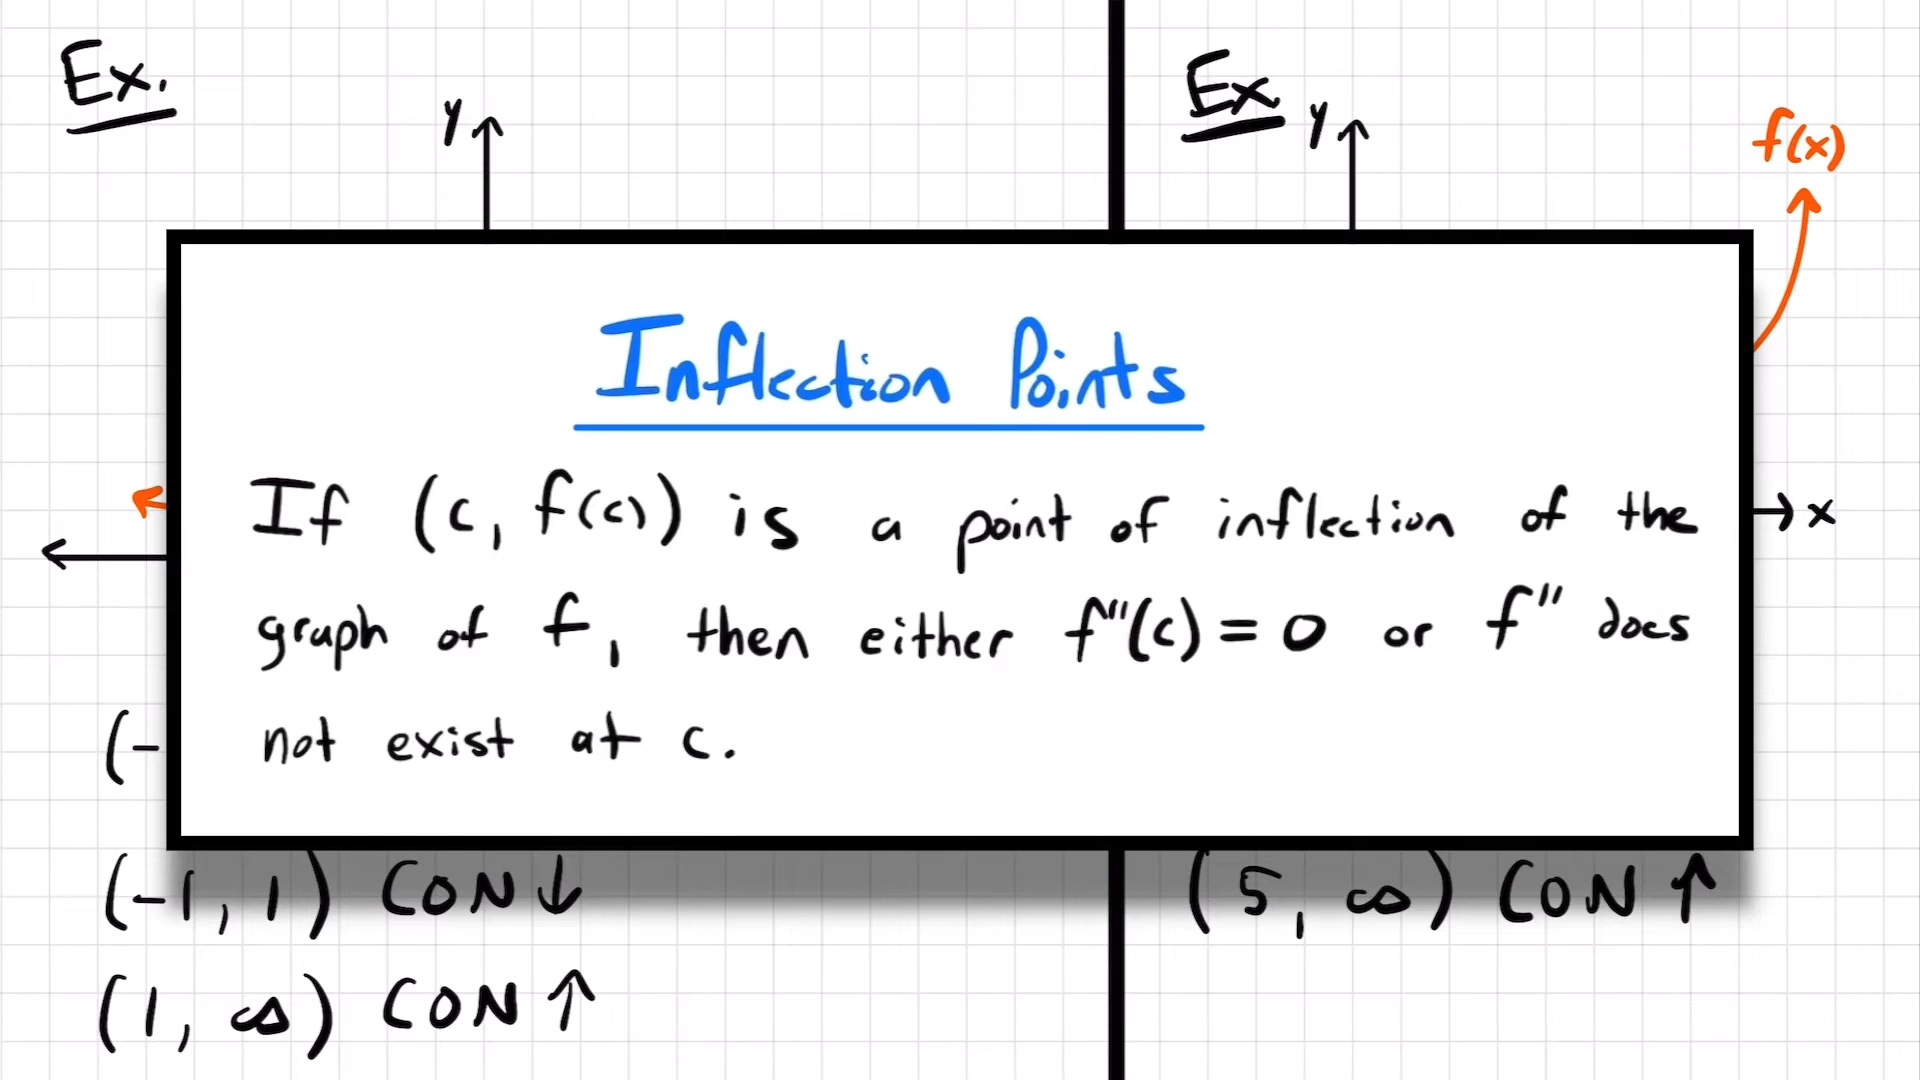 Ex.
y
Ex
y
f(x)
Inflection Points
If (c, f(c)) is a point of inflection of the
graph of f, then either f''(c) = 0 or f'' does
not exist at c.
x
(-
(-1, 1) CON ↓
(1, ∞) CON ↑
(5, ∞) CON ↑